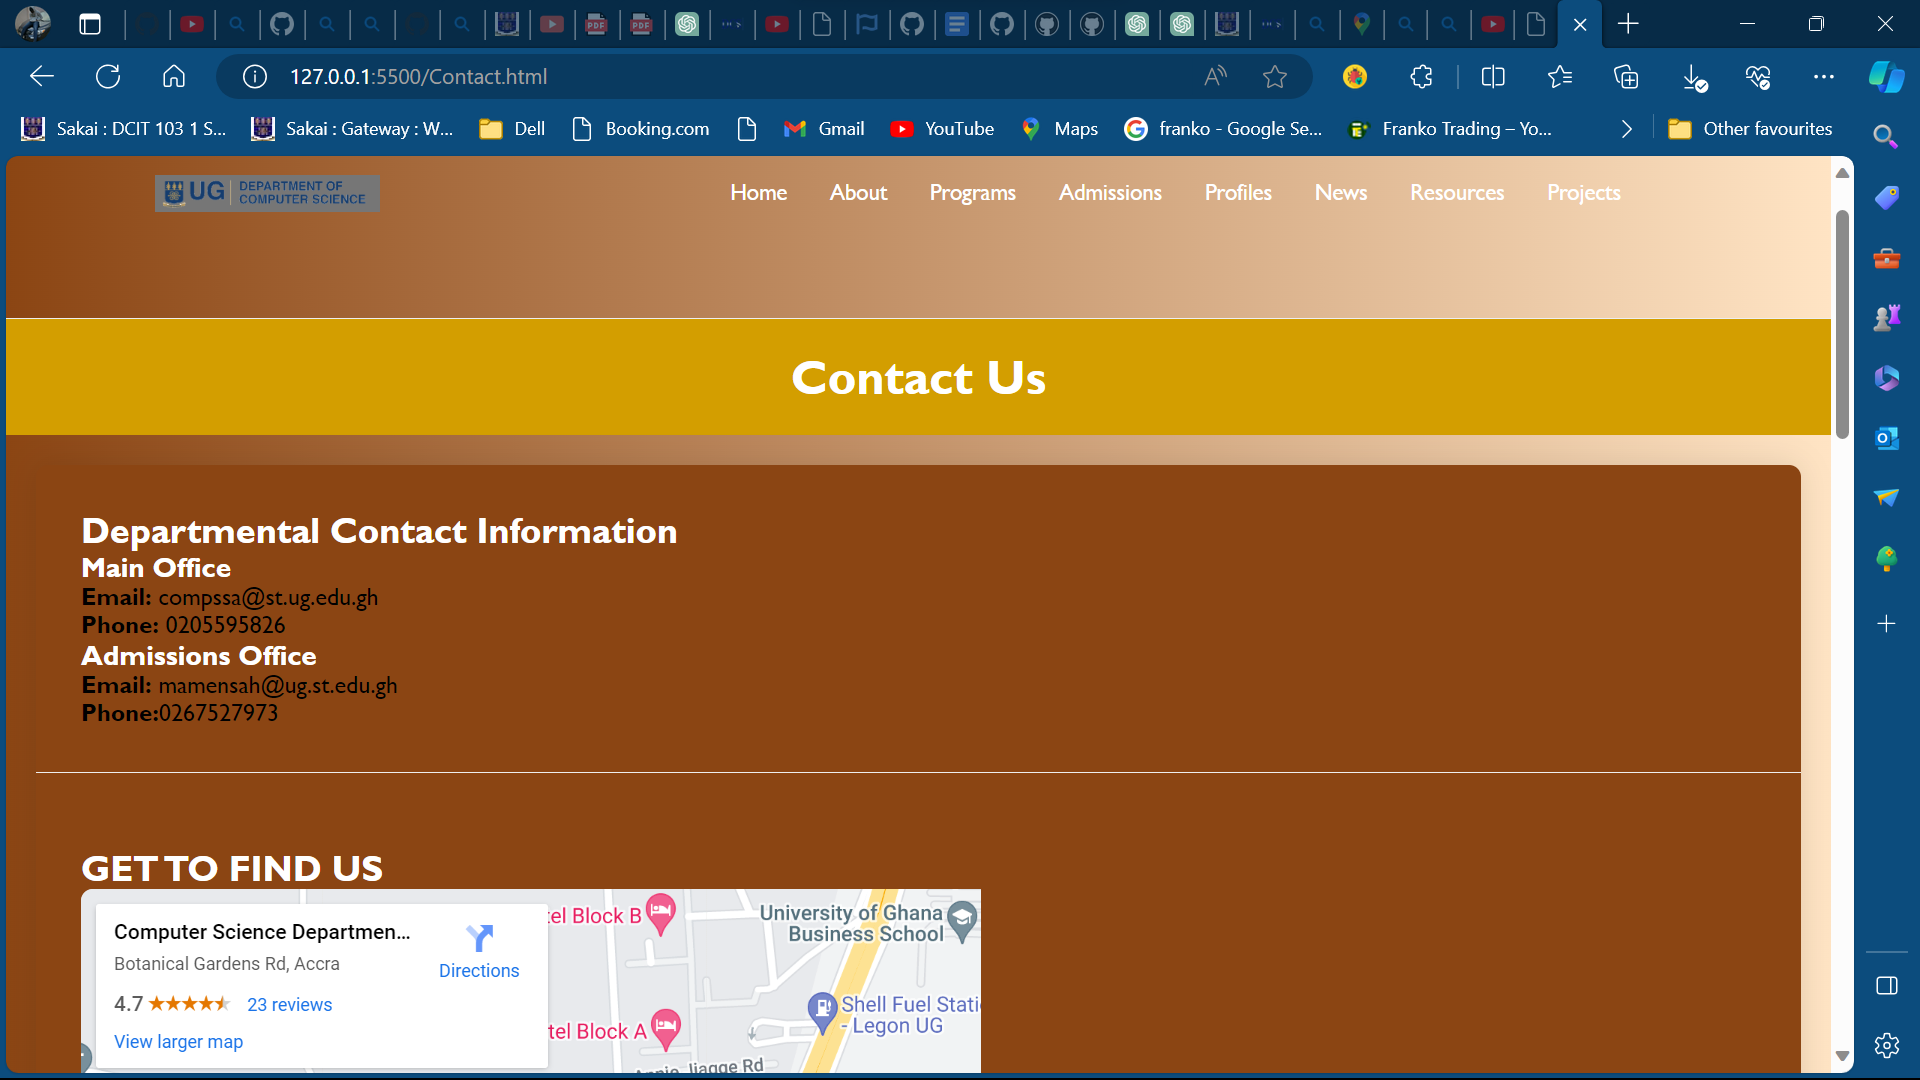 127.0.0.1:5500/Contact.html
Sakai : DCIT 103 1 S...
Sakai : Gateway : W...
Dell
Booking.com
Gmail
YouTube
Maps
franko - Google Se...
Franko Trading – Yo...
Other favourites
UG DEPARTMENT OF
COMPUTER SCIENCE
Home About Programs Admissions Profiles News Resources Projects
Contact Us
Departmental Contact Information
Main Office
Email: compssa@st.ug.edu.gh
Phone: 0205595826
Admissions Office
Email: mamensah@ug.st.edu.gh
Phone:0267527973
GET TO FIND US
Computer Science Departmen...
Botanical Gardens Rd, Accra
4.7
23 reviews
View larger map
Directions
tel Block B
University of Ghana
Business School
Shell Fuel Stati
- Legon UG
tel Block A
Jiagge Rd